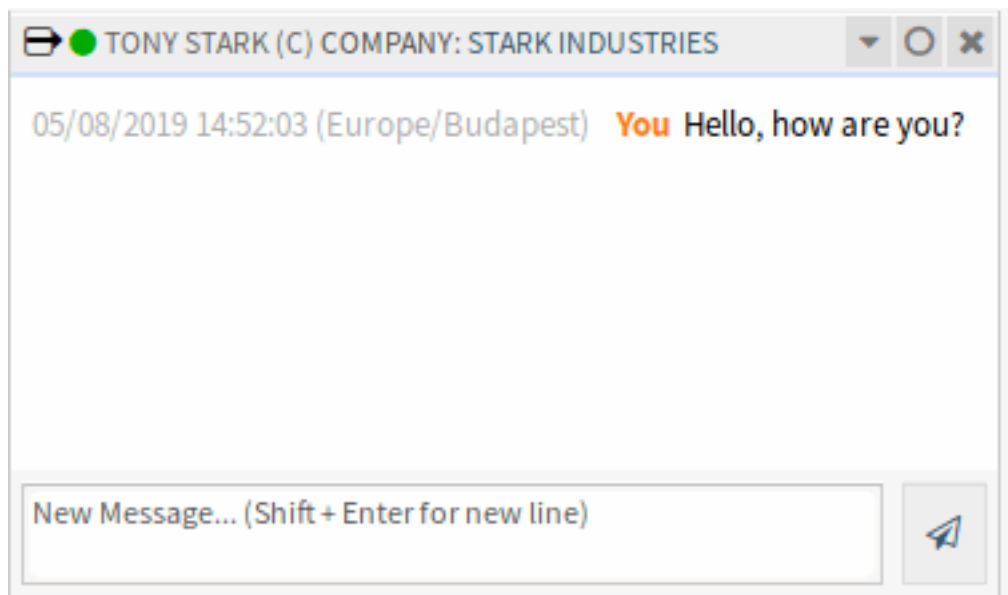 TONY STARK (C) COMPANY: STARK INDUSTRIES
05/08/2019 14:52:03 (Europe/Budapest) You Hello, how are you?
New Message... (Shift + Enter for new line)